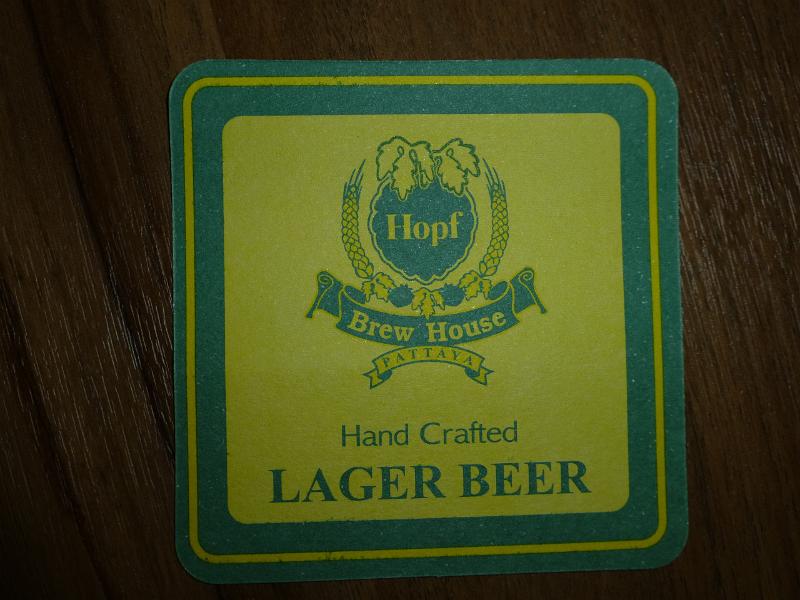 Hopf
Brew House
PATTAYA
Hand Crafted
LAGER BEER